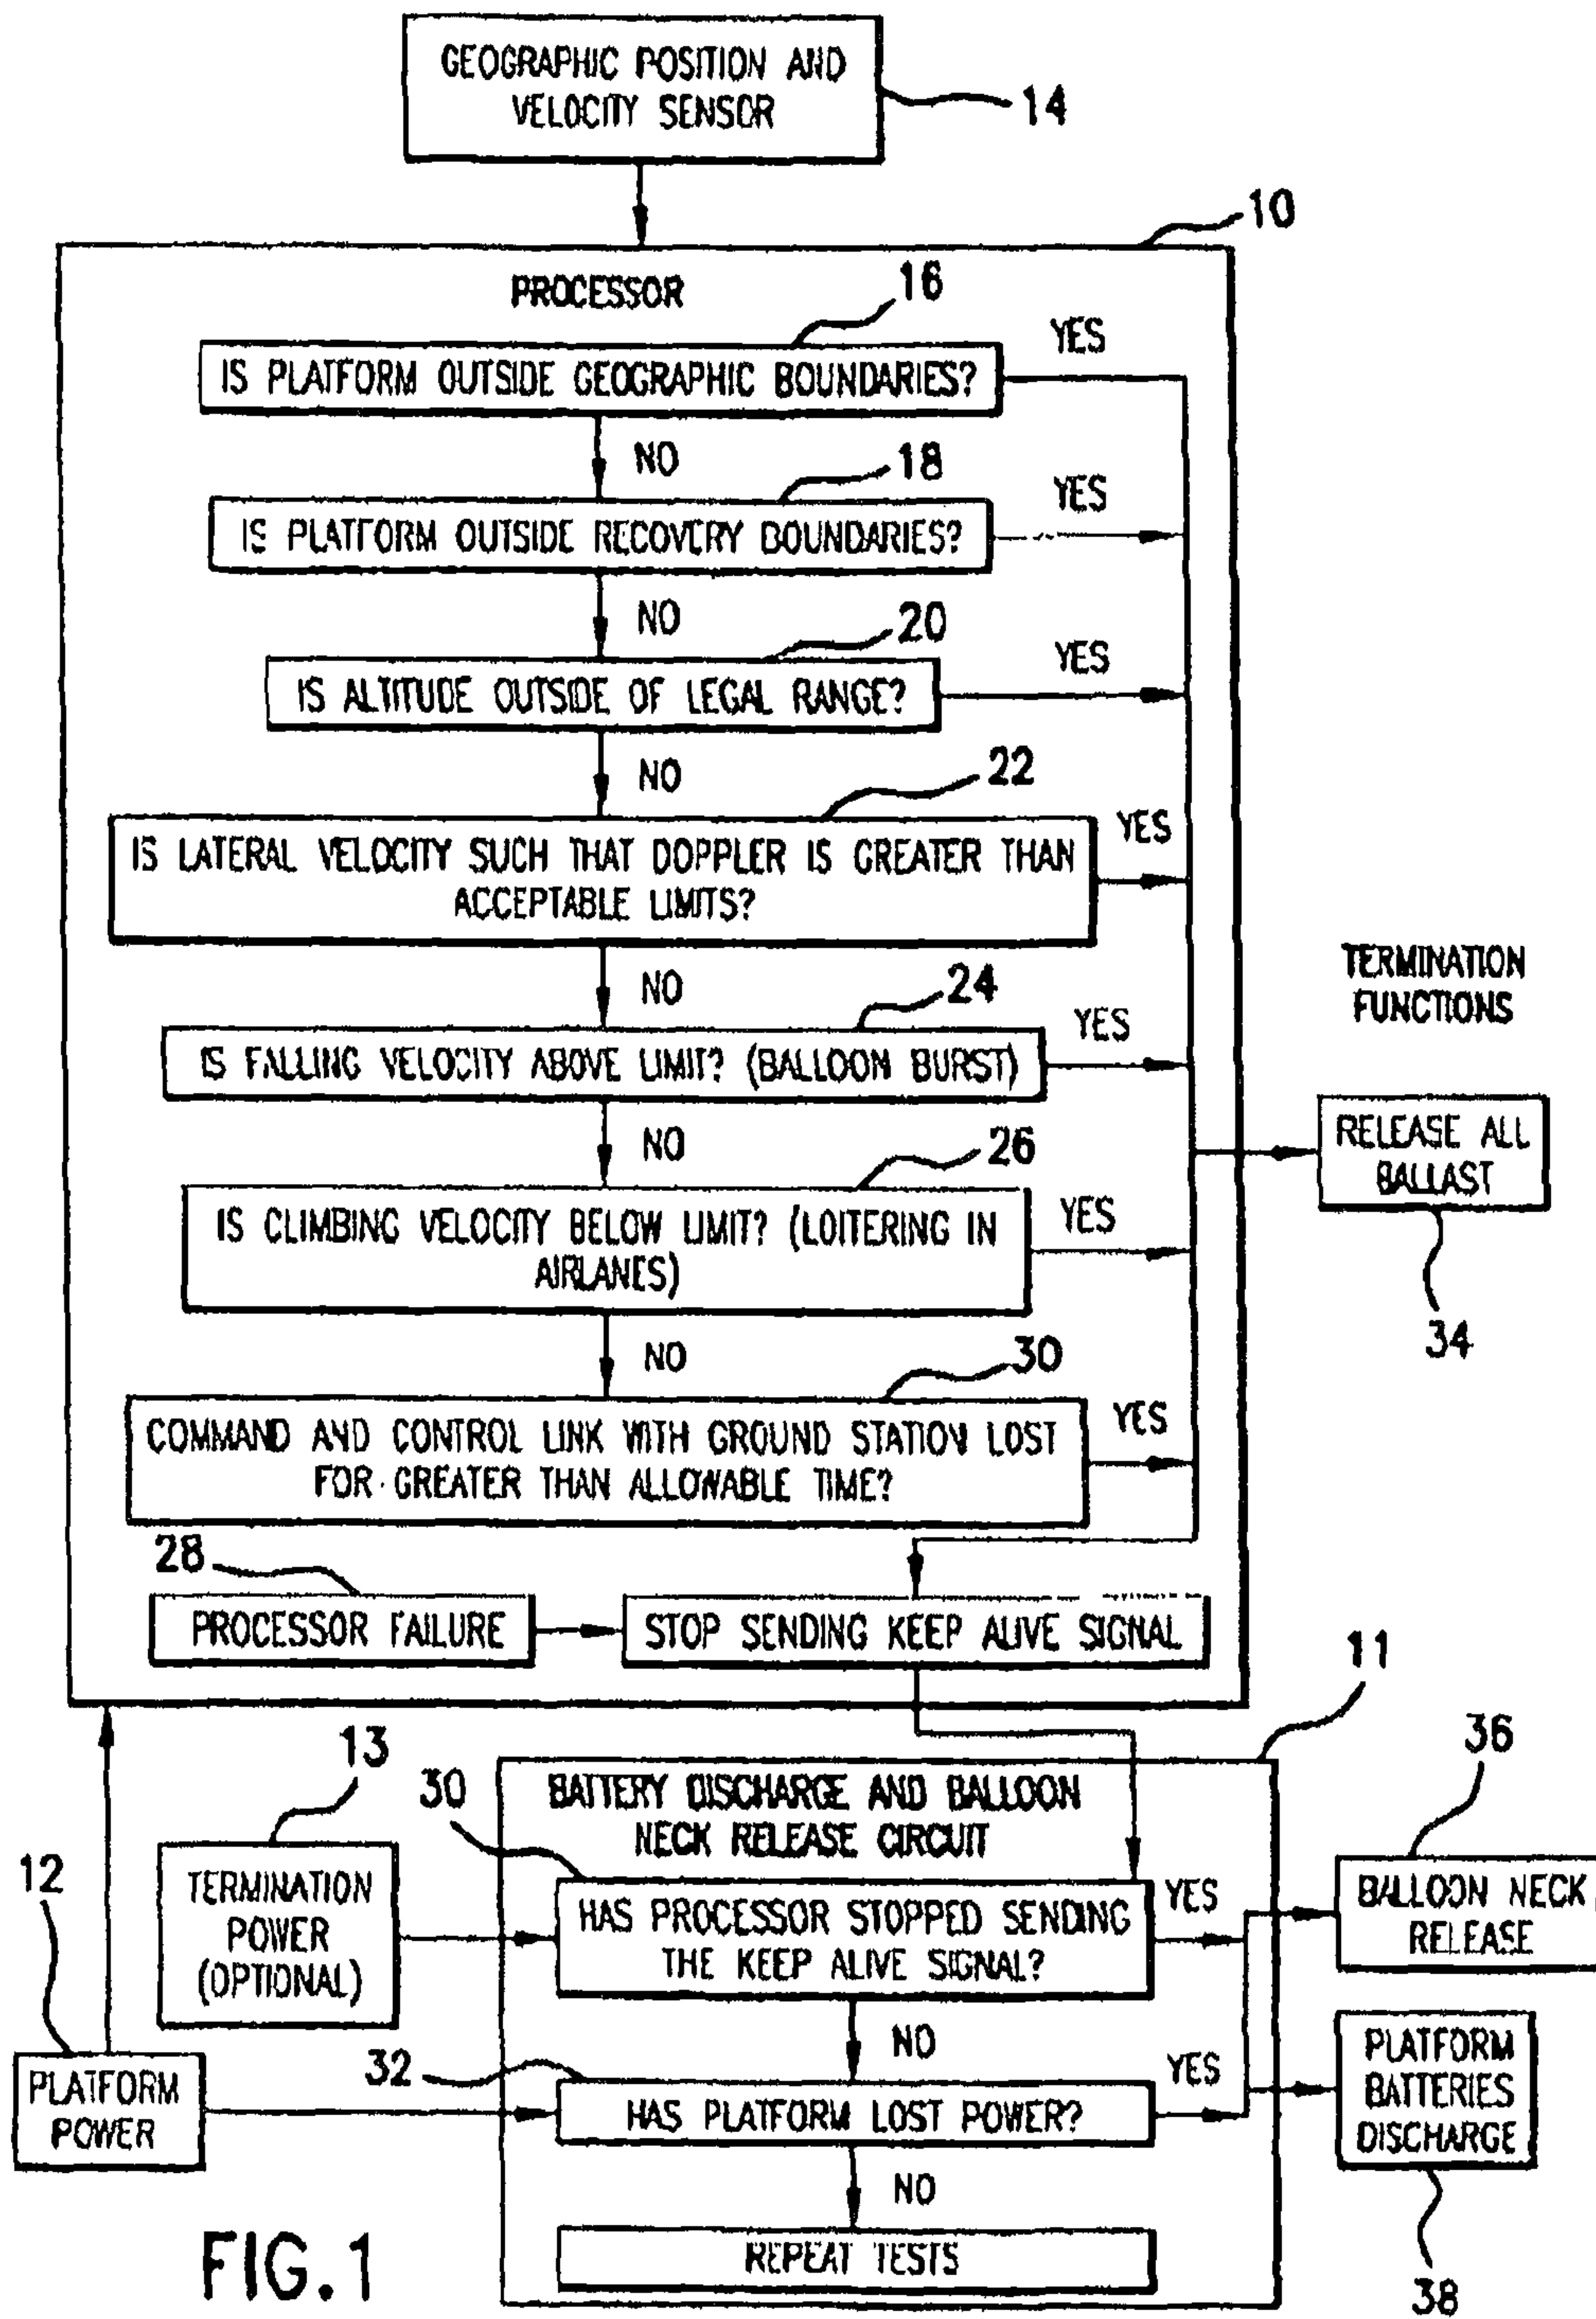 GEOGRAPHIC POSITION AND
VELOCITY SENSOR
14
10
PROCESSOR
16
IS PLATFORM OUTSIDE GEOGRAPHIC BOUNDARIES?
YES
NO
18
IS PLATFORM OUTSIDE RECOVERY BOUNDARIES?
YES
NO
20
IS ALTITUDE OUTSIDE OF LEGAL RANGE?
YES
NO
22
IS LATERAL VELOCITY SUCH THAT DOPPLER IS GREATER THAN
ACCEPTABLE LIMITS?
YES
NO
24
IS FALLING VELOCITY ABOVE LIMIT? (BALLOON BURST)
YES
TERMINATION
FUNCTIONS
NO
26
IS CLIMBING VELOCITY BELOW LIMIT? (LOITERING IN
AIRLANES)
YES
RELEASE ALL
BALLAST
34
NO
30
COMMAND AND CONTROL LINK WITH GROUND STATION LOST
FOR GREATER THAN ALLOWABLE TIME?
YES
28
PROCESSOR FAILURE
STOP SENDING KEEP ALIVE SIGNAL
11
BATTERY DISCHARGE AND BALLOON
NECK RELEASE CIRCUIT
13
TERMINATION
POWER
(OPTIONAL)
30
HAS PROCESSOR STOPPED SENDING
THE KEEP ALIVE SIGNAL?
YES
36
BALLOON NECK
RELEASE
NO
12
PLATFORM
POWER
32
HAS PLATFORM LOST POWER?
YES
PLATFORM
BATTERIES
DISCHARGE
38
NO
REPEAT TESTS
FIG.1